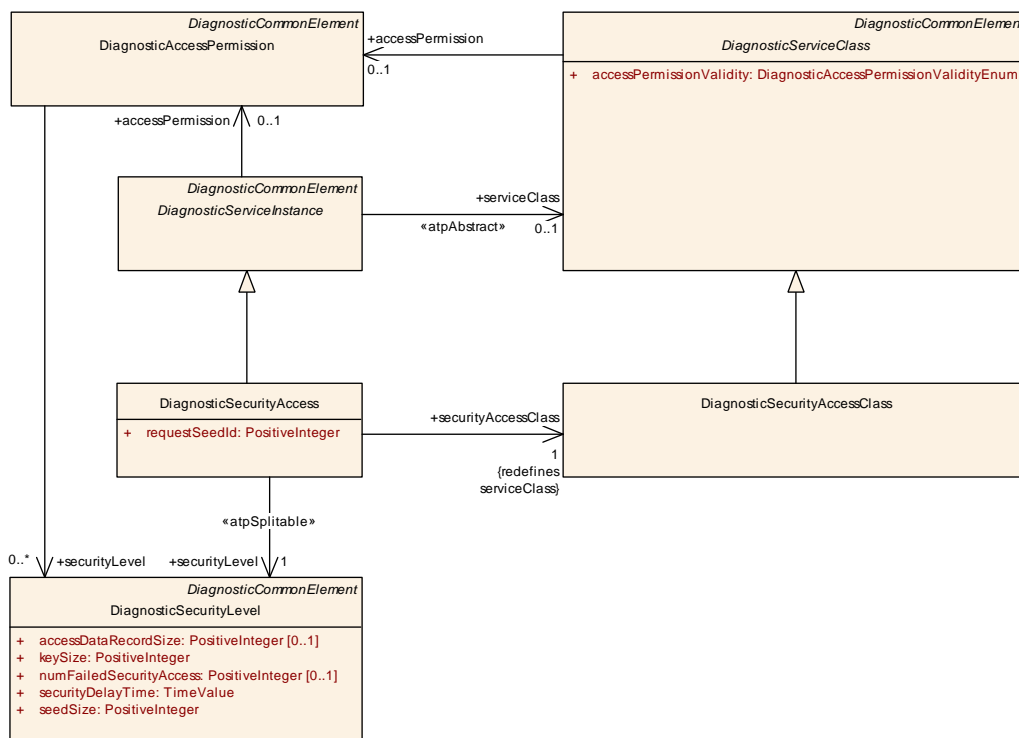 DiagnosticCommonElement
DiagnosticAccessPermission
DiagnosticCommonElement
DiagnosticServiceClass
+ accessPermissionValidity: DiagnosticAccessPermissionValidityEnum
+accessPermission
0..1
+accessPermission
0..1
DiagnosticCommonElement
DiagnosticServiceInstance
+serviceClass
«atpAbstract»
0..1
DiagnosticSecurityAccess
+ requestSeedId: PositiveInteger
DiagnosticSecurityAccessClass
+securityAccessClass
1
{redefines
serviceClass}
«atpSplitable»
0..*
+securityLevel
+securityLevel
1
DiagnosticCommonElement
DiagnosticSecurityLevel
+ accessDataRecordSize: PositiveInteger [0..1]
+ keySize: PositiveInteger
+ numFailedSecurityAccess: PositiveInteger [0..1]
+ securityDelayTime: TimeValue
+ seedSize: PositiveInteger